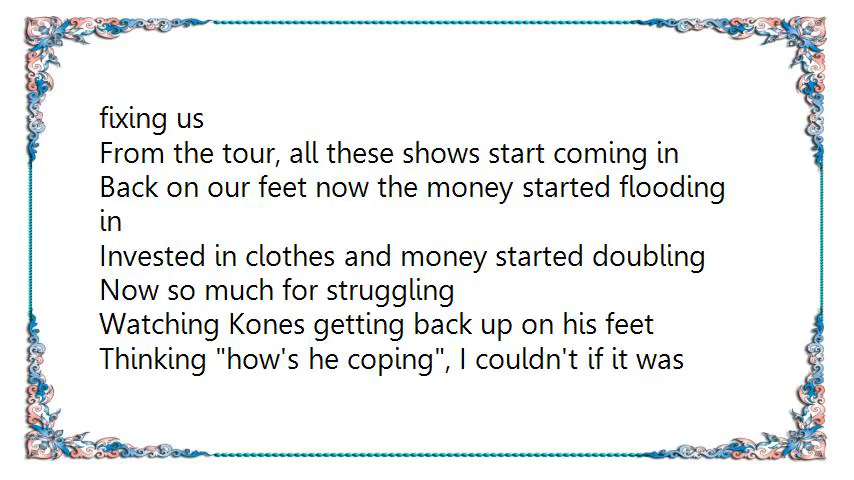 fixing us
From the tour, all these shows start coming in
Back on our feet now the money started flooding
in
Invested in clothes and money started doubling
Now so much for struggling
Watching Kones getting back up on his feet
Thinking "how's he coping", I couldn't if it was